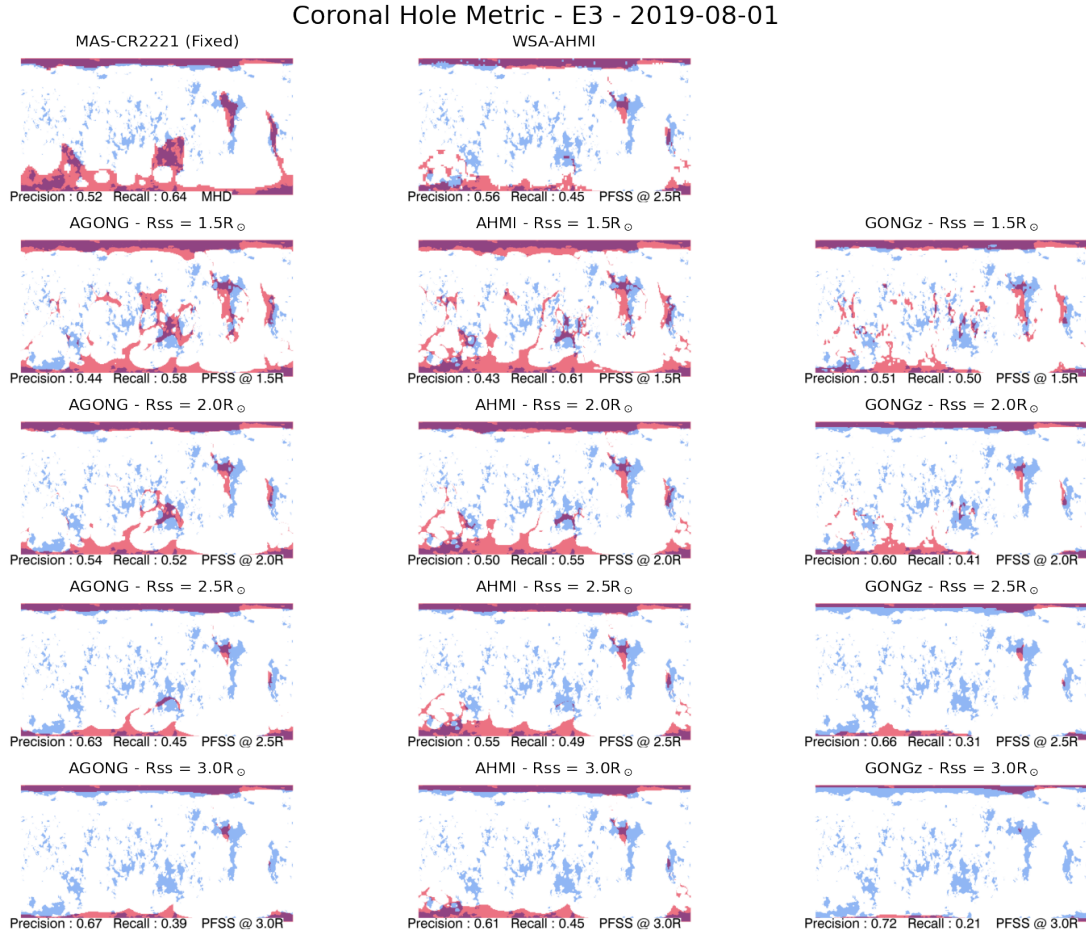 Coronal Hole Metric - E3 - 2019-08-01
MAS-CR2221 (Fixed) WSA-AHMI
Precision : 0.52 Recall : 0.64 MHD Precision : 0.56 Recall : 0.45 PFSS @ 2.5R
AGONG - Rss = 1.5R☉ AHMI - Rss = 1.5R☉ GONGz - Rss = 1.5R☉
Precision : 0.44 Recall : 0.58 PFSS @ 1.5R Precision : 0.43 Recall : 0.61 PFSS @ 1.5R Precision : 0.51 Recall : 0.50 PFSS @ 1.5R
AGONG - Rss = 2.0R☉ AHMI - Rss = 2.0R☉ GONGz - Rss = 2.0R☉
Precision : 0.54 Recall : 0.52 PFSS @ 2.0R Precision : 0.50 Recall : 0.55 PFSS @ 2.0R Precision : 0.60 Recall : 0.41 PFSS @ 2.0R
AGONG - Rss = 2.5R☉ AHMI - Rss = 2.5R☉ GONGz - Rss = 2.5R☉
Precision : 0.63 Recall : 0.45 PFSS @ 2.5R Precision : 0.55 Recall : 0.49 PFSS @ 2.5R Precision : 0.66 Recall : 0.31 PFSS @ 2.5R
AGONG - Rss = 3.0R☉ AHMI - Rss = 3.0R☉ GONGz - Rss = 3.0R☉
Precision : 0.67 Recall : 0.39 PFSS @ 3.0R Precision : 0.61 Recall : 0.45 PFSS @ 3.0R Precision : 0.72 Recall : 0.21 PFSS @ 3.0R